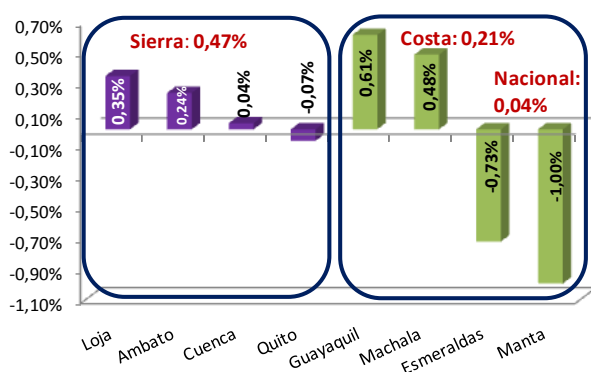 0,70%
0,50%
0,30%
0,10%
-0,10%
-0,30%
-0,50%
-0,70%
-0,90%
-1,10%
Sierra: 0,47%
Costa: 0,21%
Nacional:
0,04%
0,35%
0,24%
0,04%
-0,07%
0,61%
0,48%
-0,73%
-1,00%
Loja
Ambato
Cuenca
Quito
Guayaquil
Machala
Esmeraldas
Manta